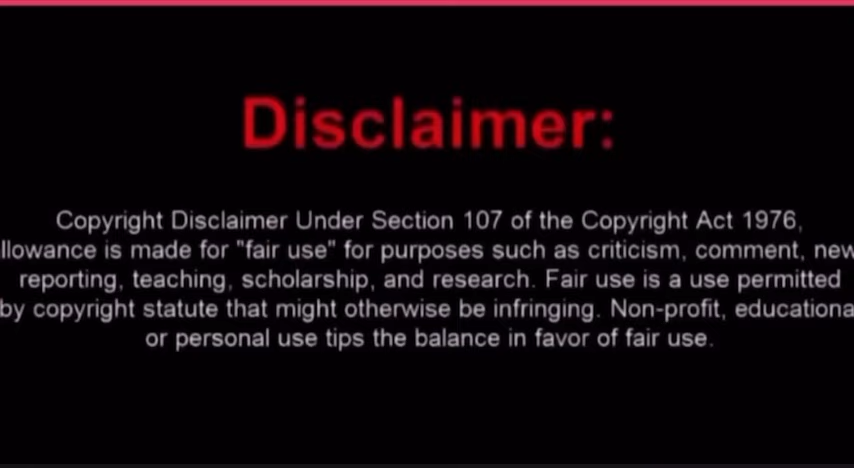 Disclaimer:
Copyright Disclaimer Under Section 107 of the Copyright Act 1976,
llowance is made for "fair use" for purposes such as criticism, comment, new
reporting, teaching, scholarship, and research. Fair use is a use permitted
by copyright statute that might otherwise be infringing. Non-profit, educationa
or personal use tips the balance in favor of fair use.